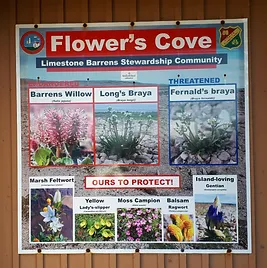 Flower's Cove
Limestone Barrens Stewardship Community
THREATENED
Barrens Willow
Long's Braya
Fernald's braya
OURS TO PROTECT!
Marsh Feltwort
Yellow
Lady's-slipper
Moss Campion
Balsam
Ragwort
Island-loving
Gentian